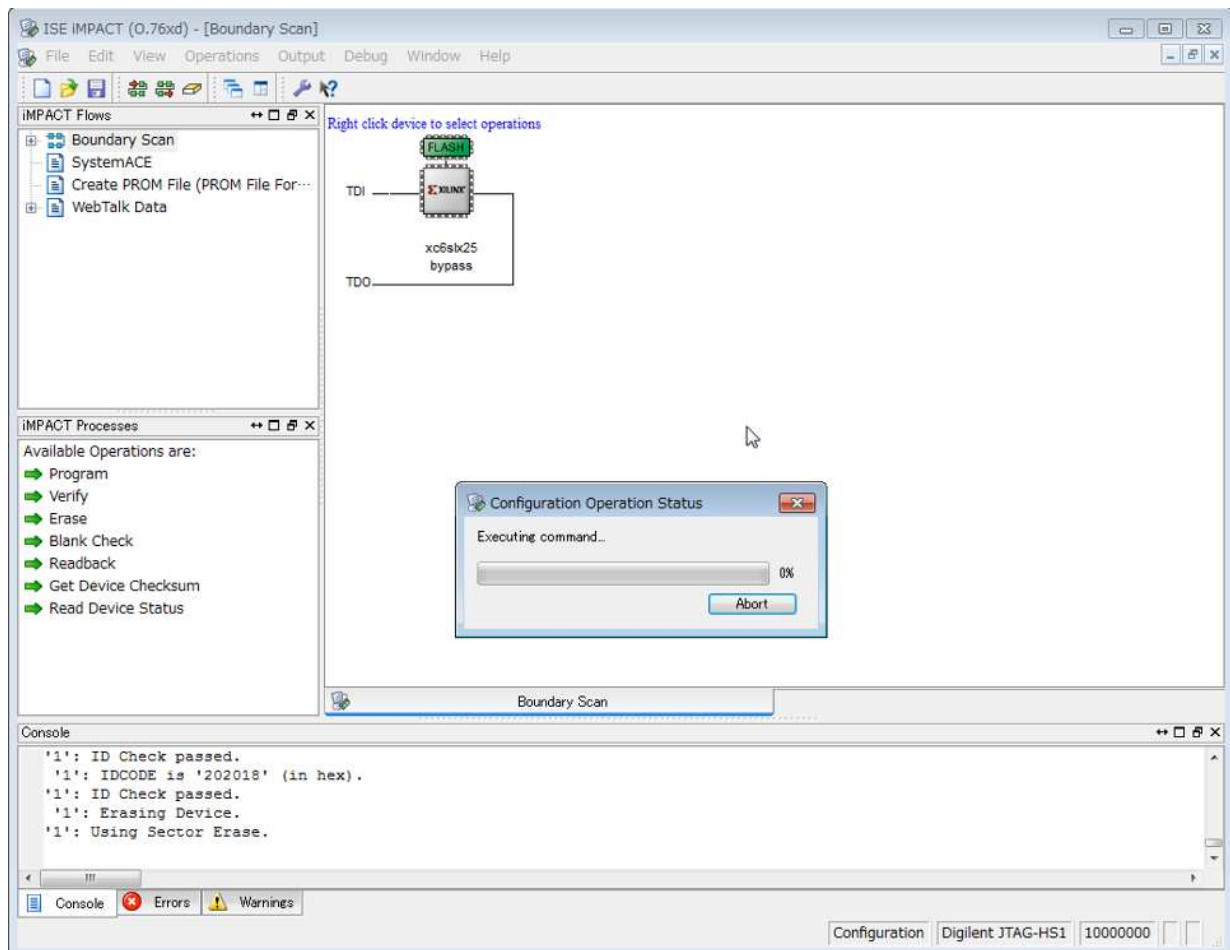 ISE iMPACT (O.76xd) - [Boundary Scan]
File Edit View Operations Output Debug Window Help
iMPACT Flows
Boundary Scan
SystemACE
Create PROM File (PROM File For...
WebTalk Data
Right click device to select operations
FLASH
TDI
XILINX
xc6slx25
bypass
TDO
iMPACT Processes
Available Operations are:
Program
Verify
Erase
Blank Check
Readback
Get Device Checksum
Read Device Status
Configuration Operation Status
Executing command...
0%
Abort
Boundary Scan
Console
'1': ID Check passed.
'1': IDCODE is '202018' (in hex).
'1': ID Check passed.
'1': Erasing Device.
'1': Using Sector Erase.
Console Errors Warnings
Configuration Digilent JTAG-HS1 10000000